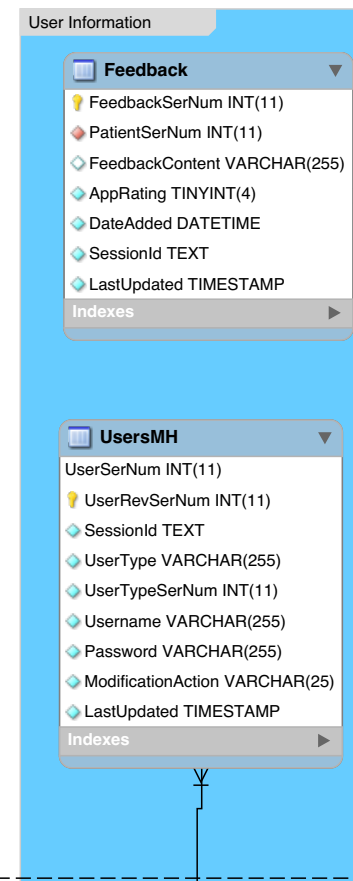 User Information
Feedback
FeedbackSerNum INT(11)
PatientSerNum INT(11)
FeedbackContent VARCHAR(255)
AppRating TINYINT(4)
DateAdded DATETIME
SessionId TEXT
LastUpdated TIMESTAMP
Indexes
UsersMH
UserSerNum INT(11)
UserRevSerNum INT(11)
SessionId TEXT
UserType VARCHAR(255)
UserTypeSerNum INT(11)
Username VARCHAR(255)
Password VARCHAR(255)
ModificationAction VARCHAR(25)
LastUpdated TIMESTAMP
Indexes